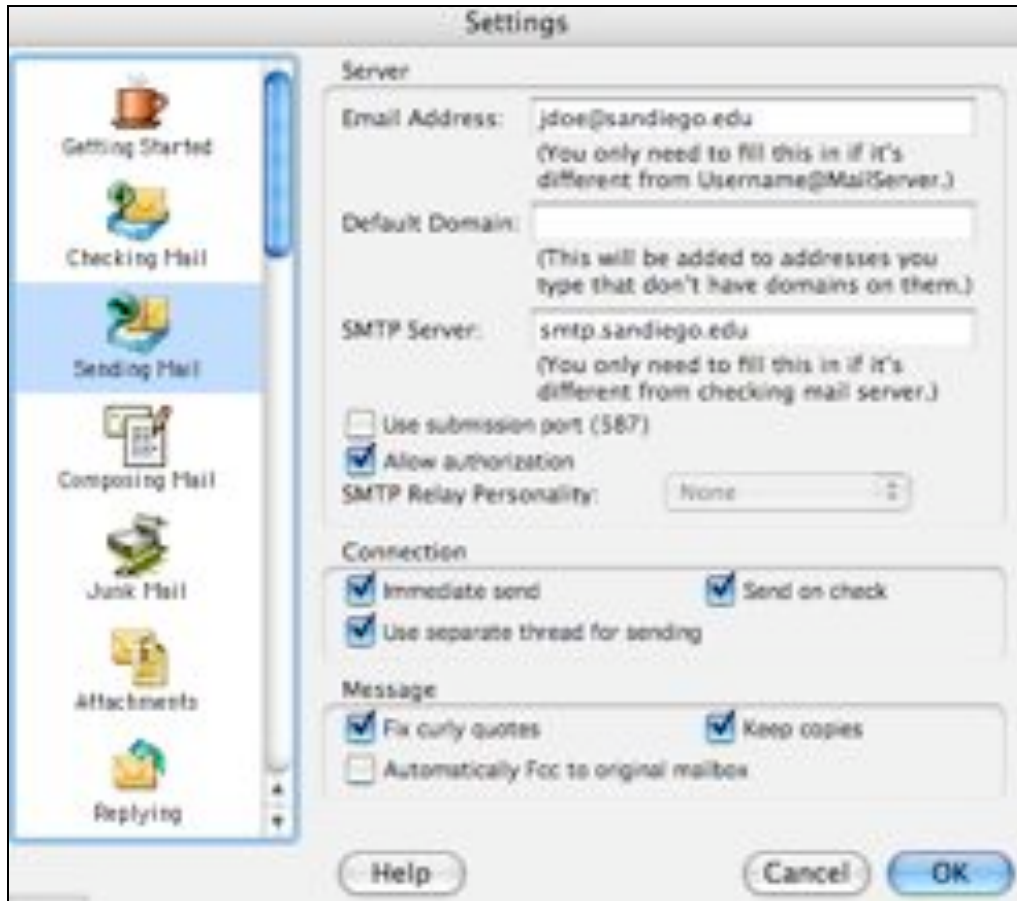 Settings
Getting Started
Checking Mail
Sending Mail
Composing Mail
Junk Mail
Attachments
Replying
Server
Email Address:
jdoe@sandiego.edu
(You only need to fill this in if it's
different from Username@MailServer.)
Default Domain:
(This will be added to addresses you
type that don't have domains on them.)
SMTP Server:
smtp.sandiego.edu
(You only need to fill this in if it's
different from checking mail server.)
Use submission port (587)
Allow authorization
SMTP Relay Personality:
None
Connection
Immediate send
Send on check
Use separate thread for sending
Message
Fix curly quotes
Keep copies
Automatically Fcc to original mailbox
Help
Cancel
OK